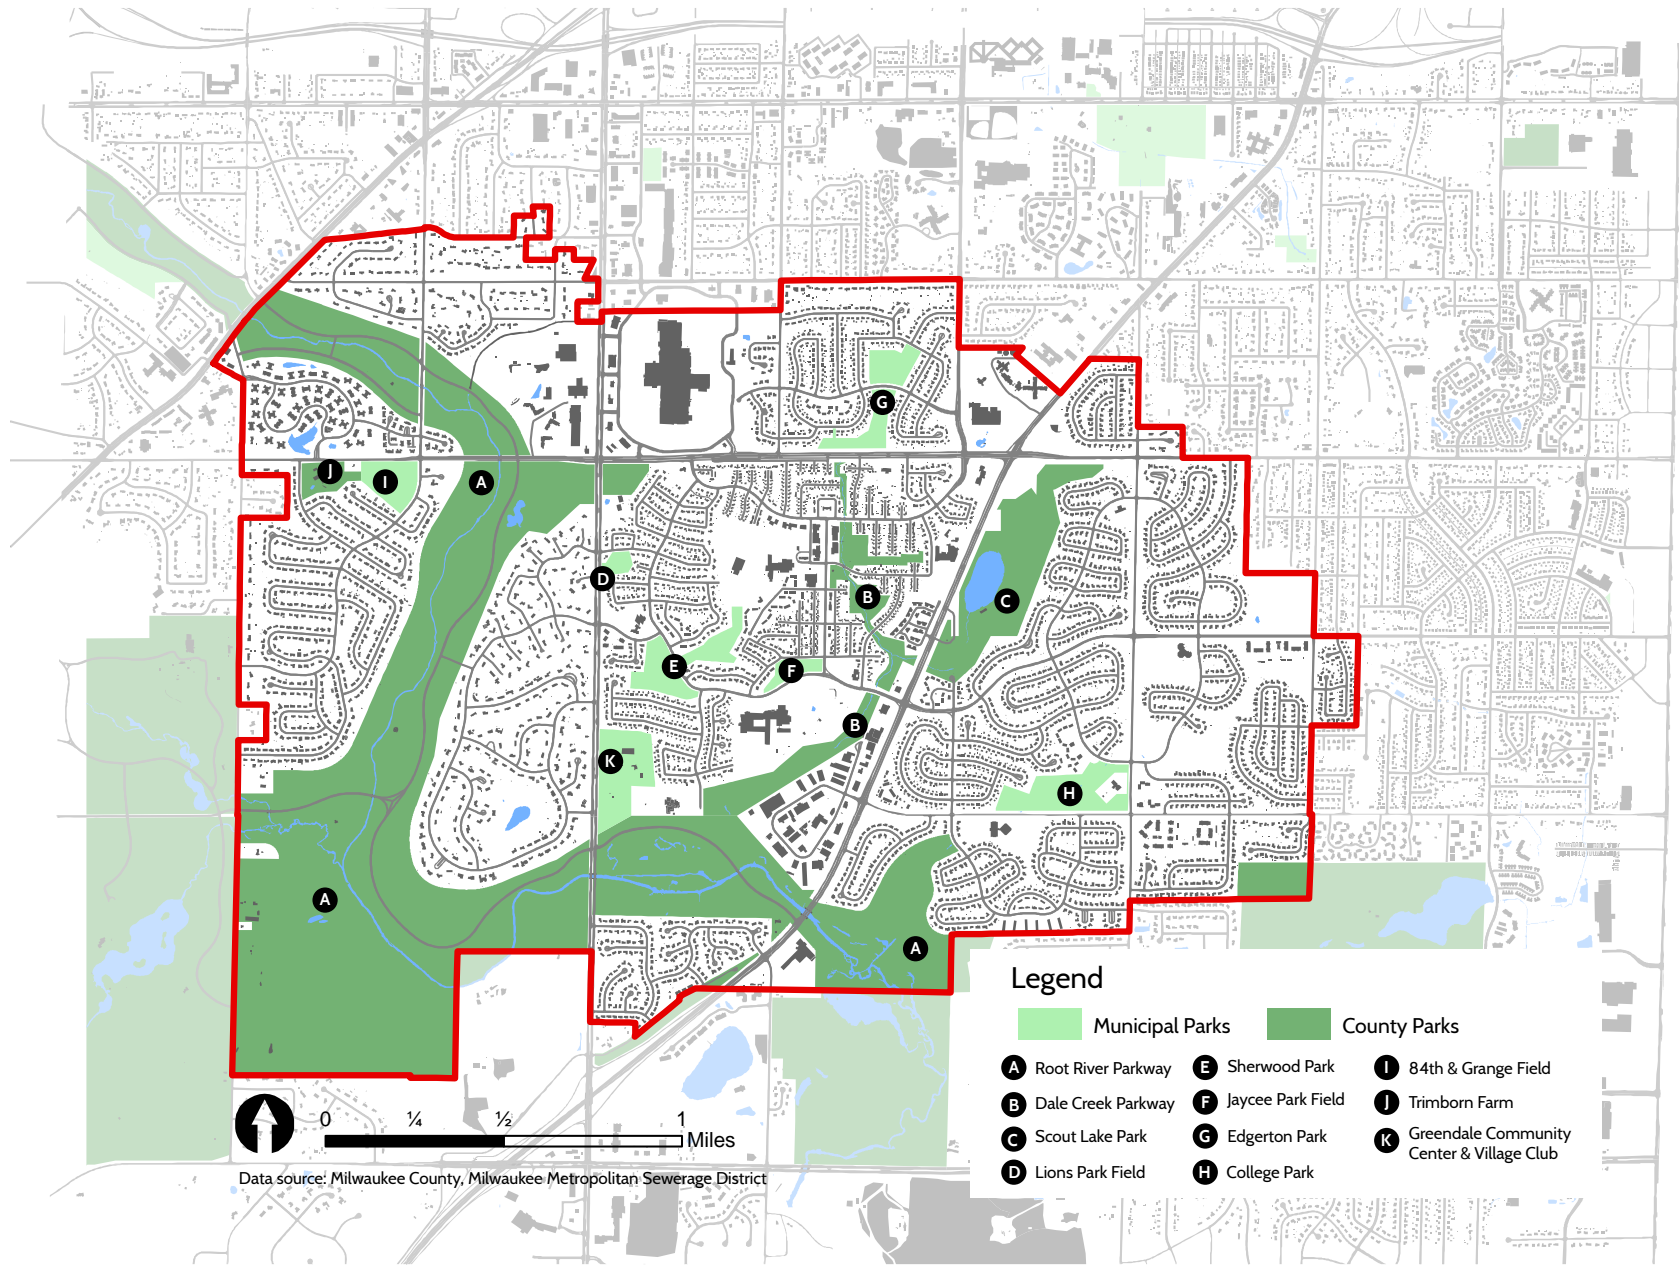 G
J
I
A
D
B
C
E
F
B
K
H
A
A
Legend
Municipal Parks
County Parks
A Root River Parkway
B Dale Creek Parkway
C Scout Lake Park
D Lions Park Field
E Sherwood Park
F Jaycee Park Field
G Edgerton Park
H College Park
I 84th & Grange Field
J Trimborn Farm
K Greendale Community
Center & Village Club
0 ¼ ½ 1
Miles
Data source: Milwaukee County, Milwaukee Metropolitan Sewerage District